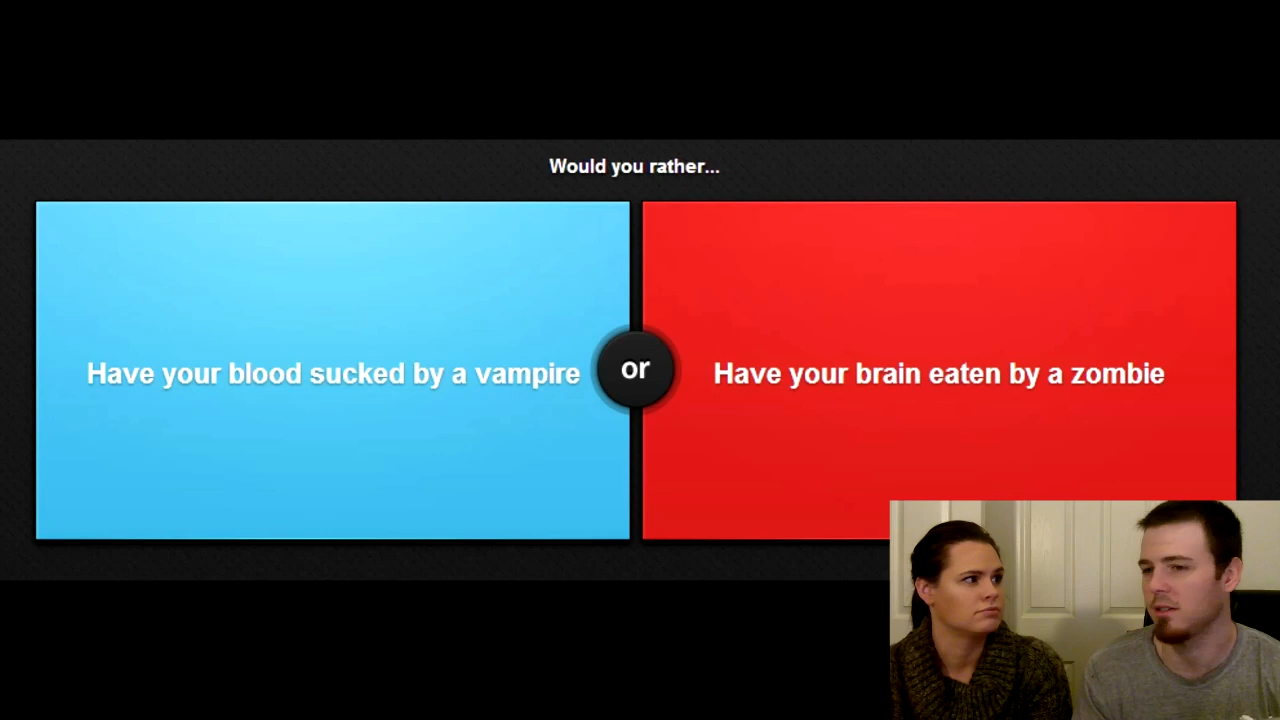 Would you rather...
Have your blood sucked by a vampire
or
Have your brain eaten by a zombie